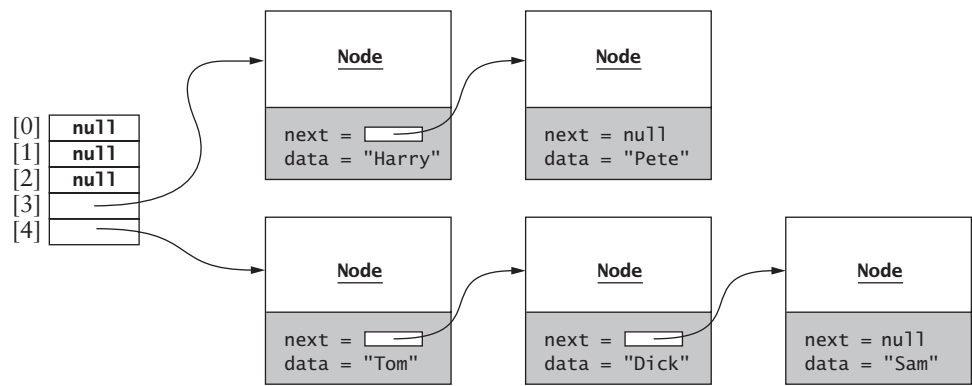 Node
Node
next =
data = "Harry"
next = null
data = "Pete"
[0] null
[1] null
[2] null
[3]
[4]
Node
Node
Node
next =
data = "Tom"
next =
data = "Dick"
next = null
data = "Sam"